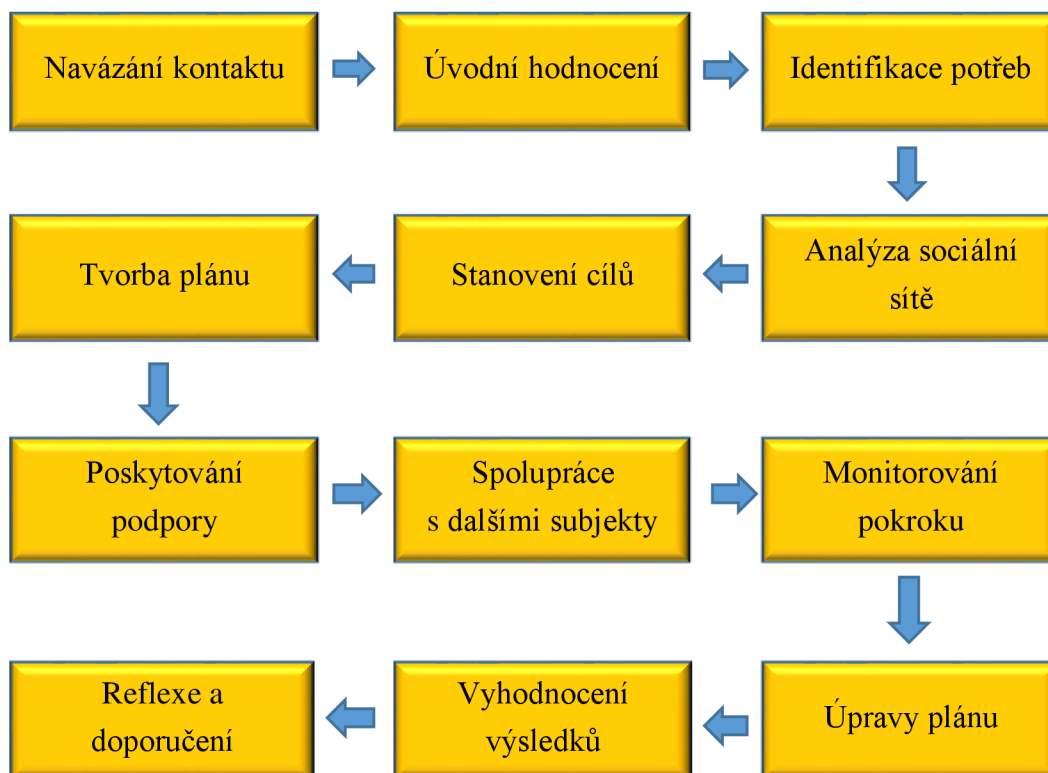 Navázání kontaktu
Úvodní hodnocení
Identifikace potřeb
Analýza sociální
sítě
Stanovení cílů
Tvorba plánu
Poskytování
podpory
Spolupráce
s dalšími subjekty
Monitorování
pokroku
Úpravy plánu
Vyhodnocení
výsledků
Reflexe a
doporučení